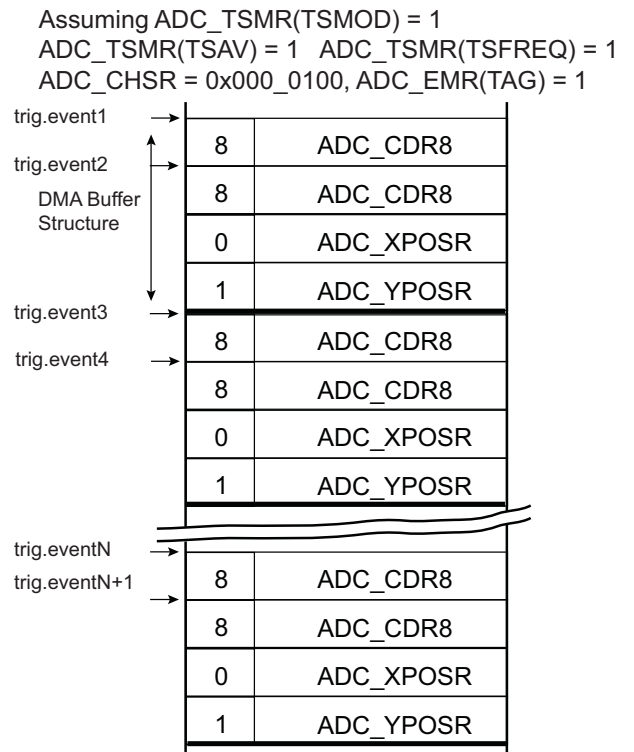 Assuming ADC_TSMR(TSMOD) = 1
ADC_TSMR(TSAV) = 1 ADC_TSMR(TSFREQ) = 1
ADC_CHSR = 0x000_0100, ADC_EMR(TAG) = 1
trig.event1
8 ADC_CDR8
trig.event2
DMA Buffer
Structure
8 ADC_CDR8
0 ADC_XPOSR
1 ADC_YPOSR
trig.event3
8 ADC_CDR8
trig.event4
8 ADC_CDR8
0 ADC_XPOSR
1 ADC_YPOSR
trig.eventN
8 ADC_CDR8
trig.eventN+1
8 ADC_CDR8
0 ADC_XPOSR
1 ADC_YPOSR